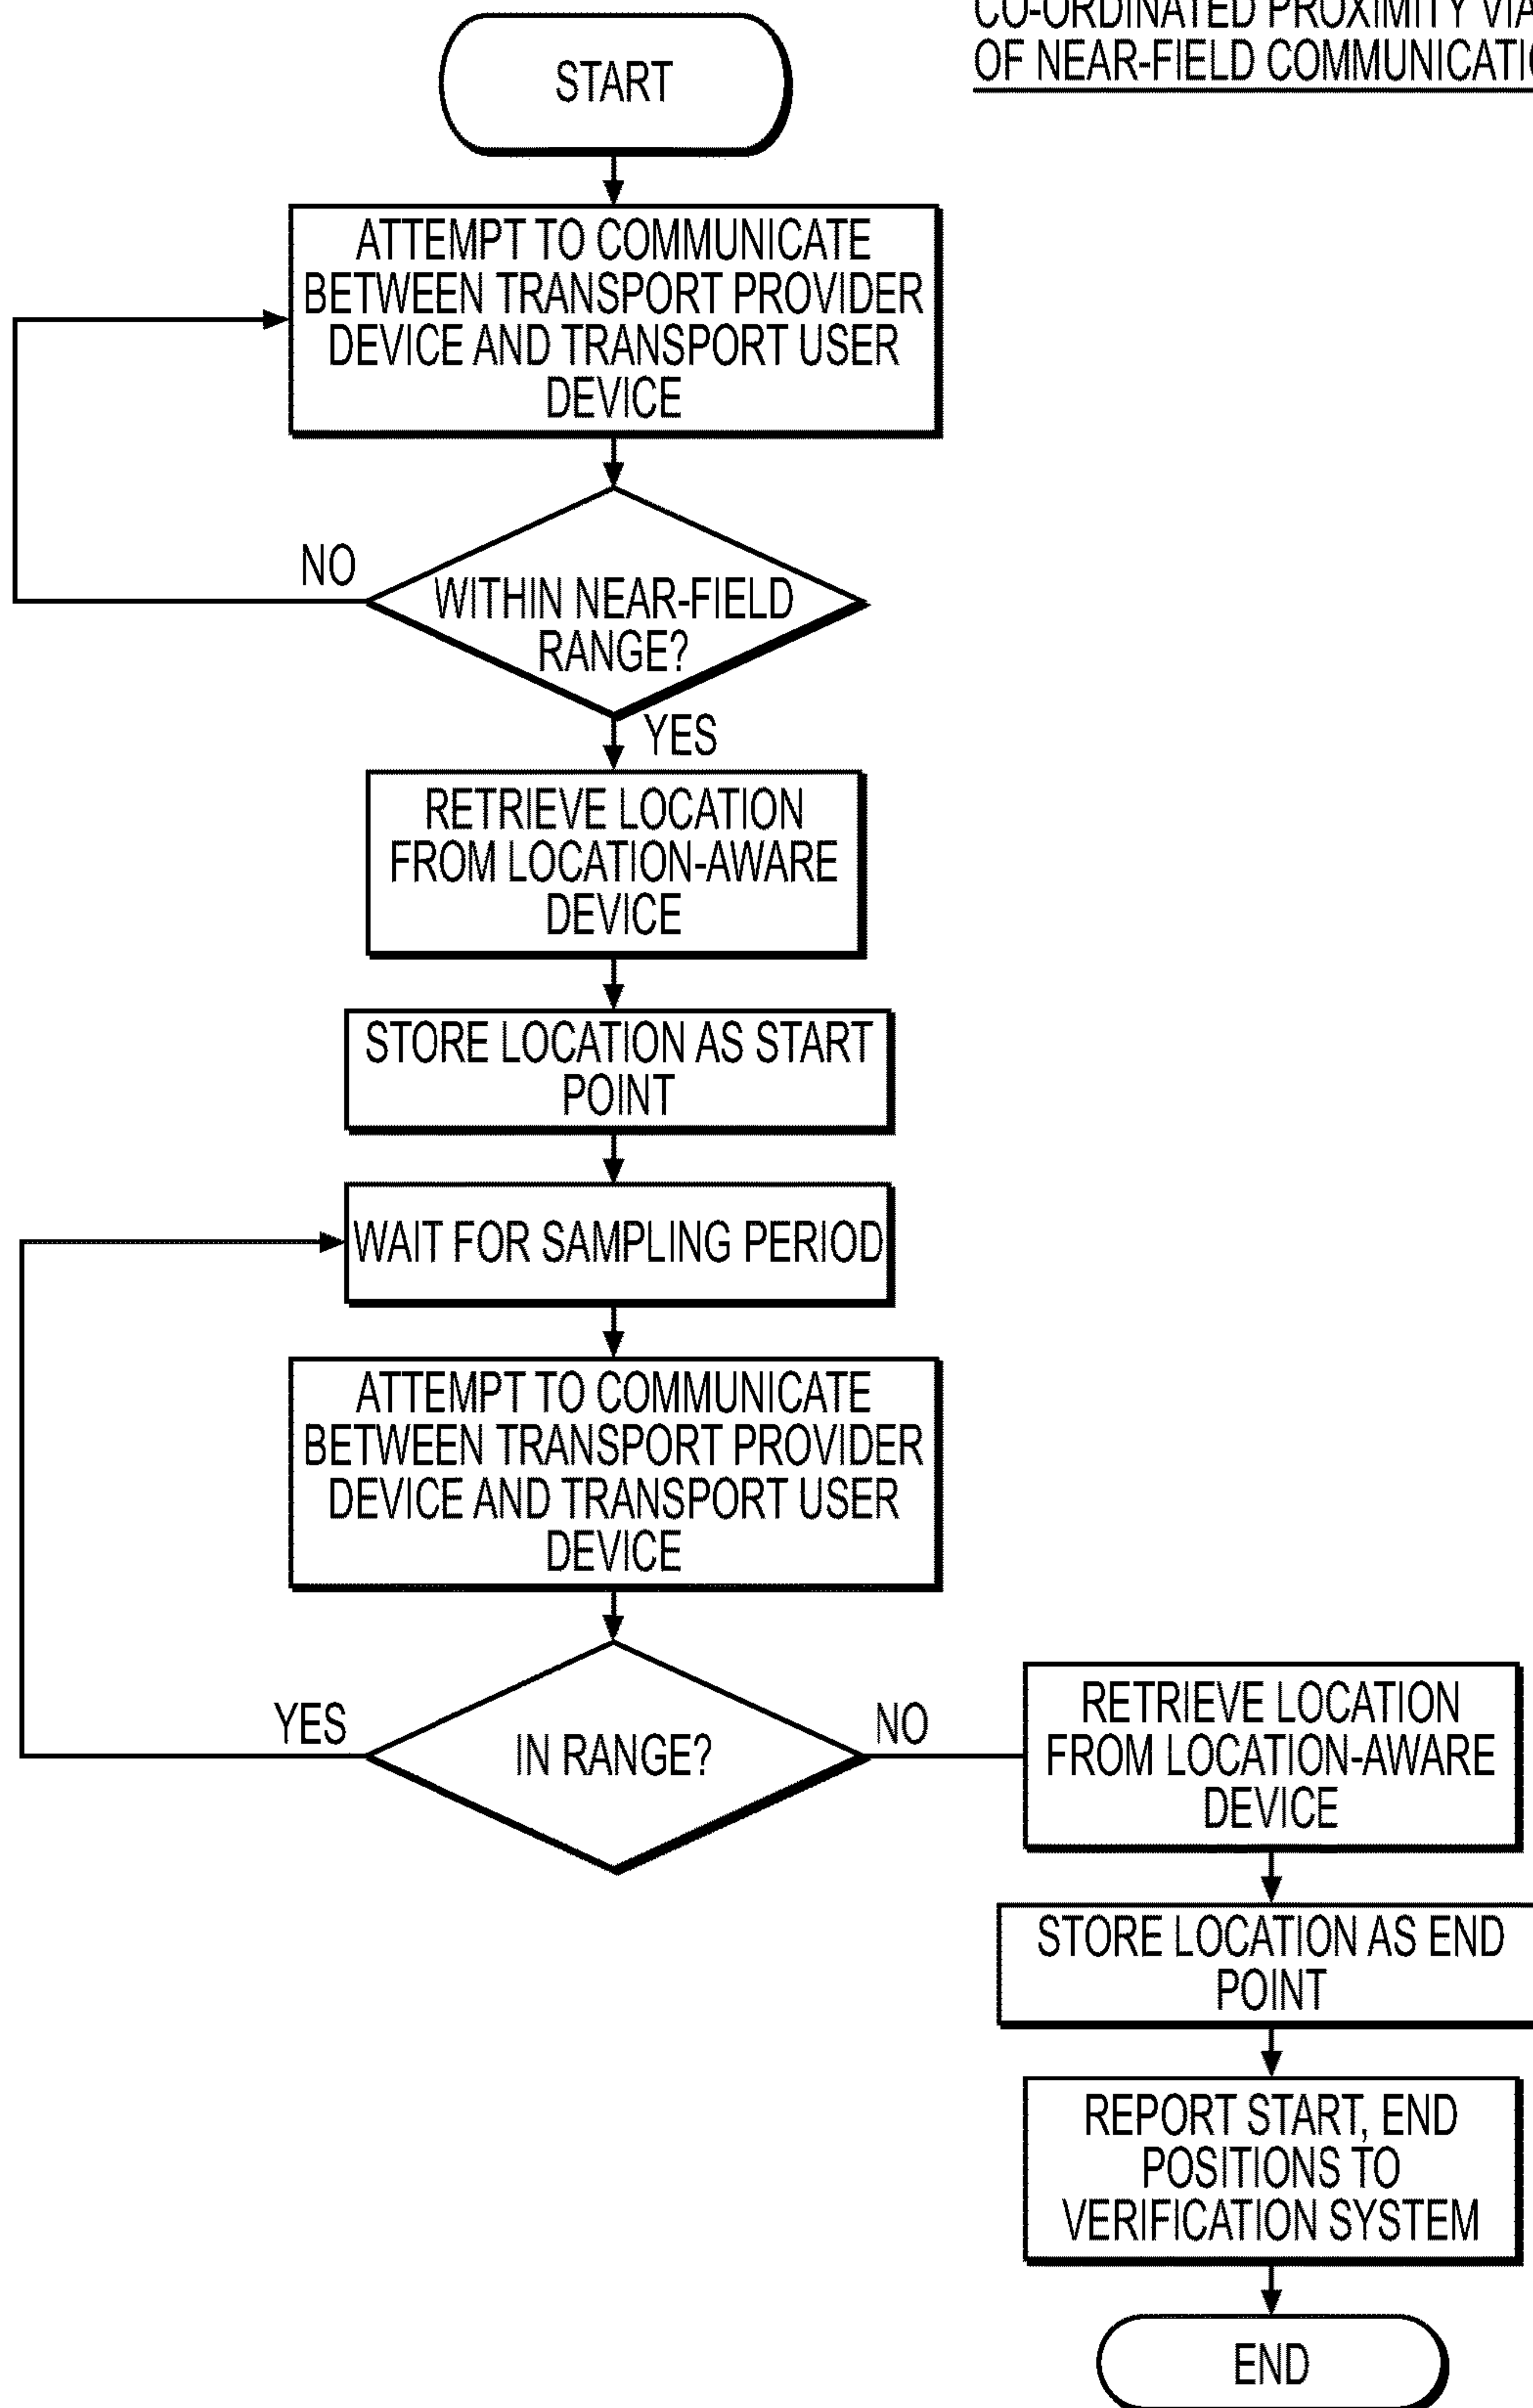 CO-ORDINATED PROXIMITY VIA
OF NEAR-FIELD
START
ATTEMPT TO COMMUNICATE
BETWEEN TRANSPORT PROVIDER
DEVICE AND TRANSPORT USER
DEVICE
NO
WITHIN NEAR-FIELD
RANGE?
YES
RETRIEVE LOCATION
FROM LOCATION-AWARE
DEVICE
STORE LOCATION AS START
POINT
WAIT FOR SAMPLING PERIOD
ATTEMPT TO COMMUNICATE
BETWEEN TRANSPORT PROVIDER
DEVICE AND TRANSPORT USER
DEVICE
YES
IN RANGE?
NO
RETRIEVE LOCATION
FROM LOCATION-AWARE
DEVICE
STORE LOCATION AS END
POINT
REPORT START, END
POSITIONS TO
VERIFICATION SYSTEM
END